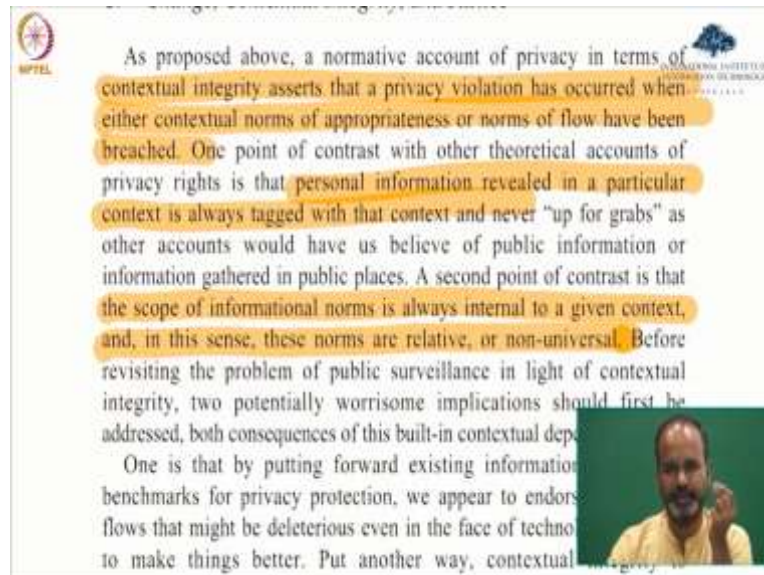 NPTEL
As proposed above, a normative account of privacy in terms of
contextual integrity asserts that a privacy violation has occurred when
either contextual norms of appropriateness or norms of flow have been
breached. One point of contrast with other theoretical accounts of
privacy rights is that personal information revealed in a particular
context is always tagged with that context and never “up for grabs” as
other accounts would have us believe of public information or
information gathered in public places. A second point of contrast is that
the scope of informational norms is always internal to a given context,
and, in this sense, these norms are relative, or non-universal. Before
revisiting the problem of public surveillance in light of contextual
integrity, two potentially worrisome implications should first be
addressed, both consequences of this built-in contextual
One is that by putting forward existing
benchmarks for privacy protection, we appear to
flows that might be deleterious even in the face of
to make things better. Put another way, contextual